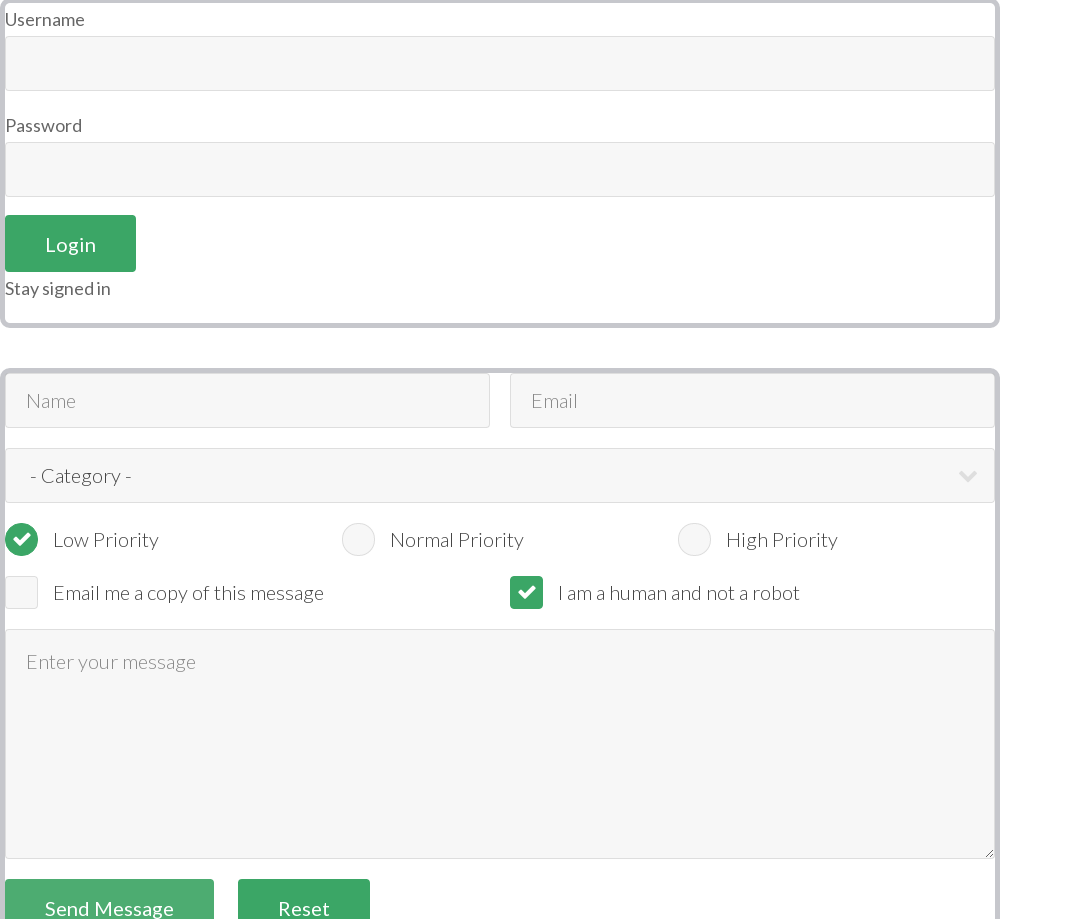 Username
Password
Login
Stay signed in
Name
Email
- Category -
Low Priority
Normal Priority
High Priority
Email me a copy of this message
I am a human and not a robot
Enter your message
Send Message
Reset